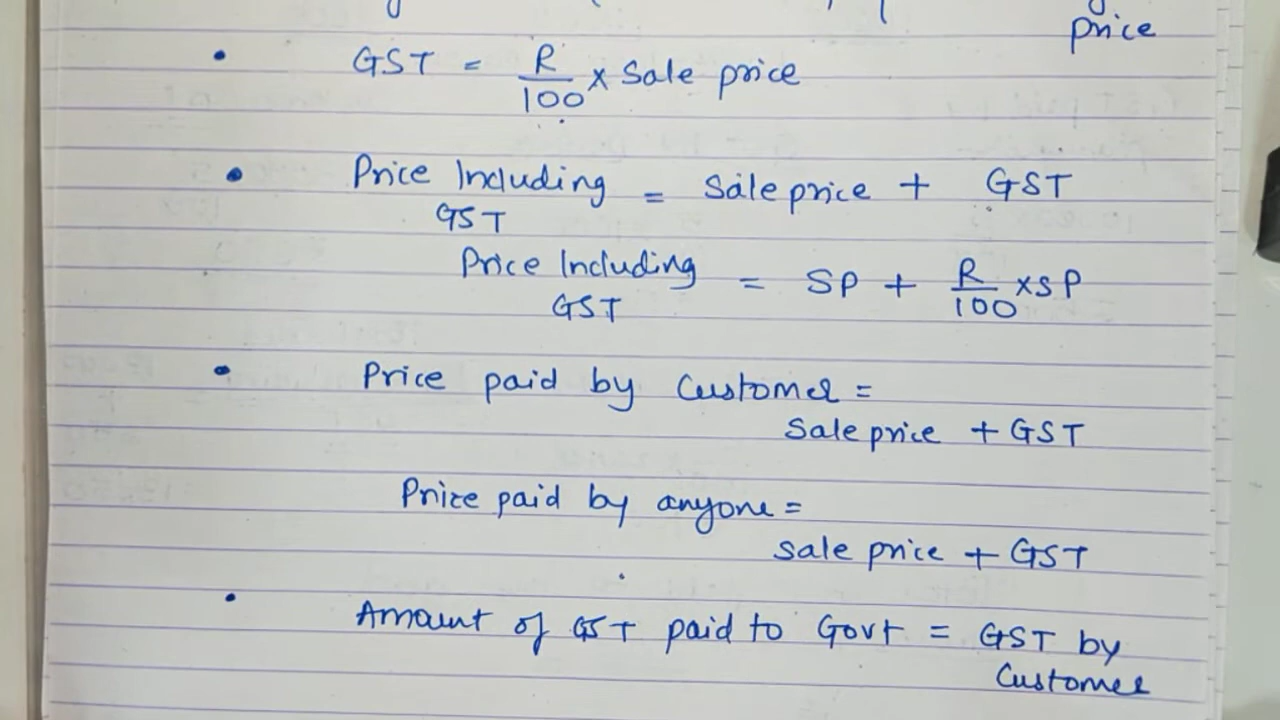 price
GST = R/100 × Sale price
Price Including GST = Sale price + GST
Price Including GST = SP + R/100 × SP
Price paid by Customer =
Sale price + GST
Price paid by anyone =
sale price + GST
Amount of GST paid to Govt = GST by
Customer